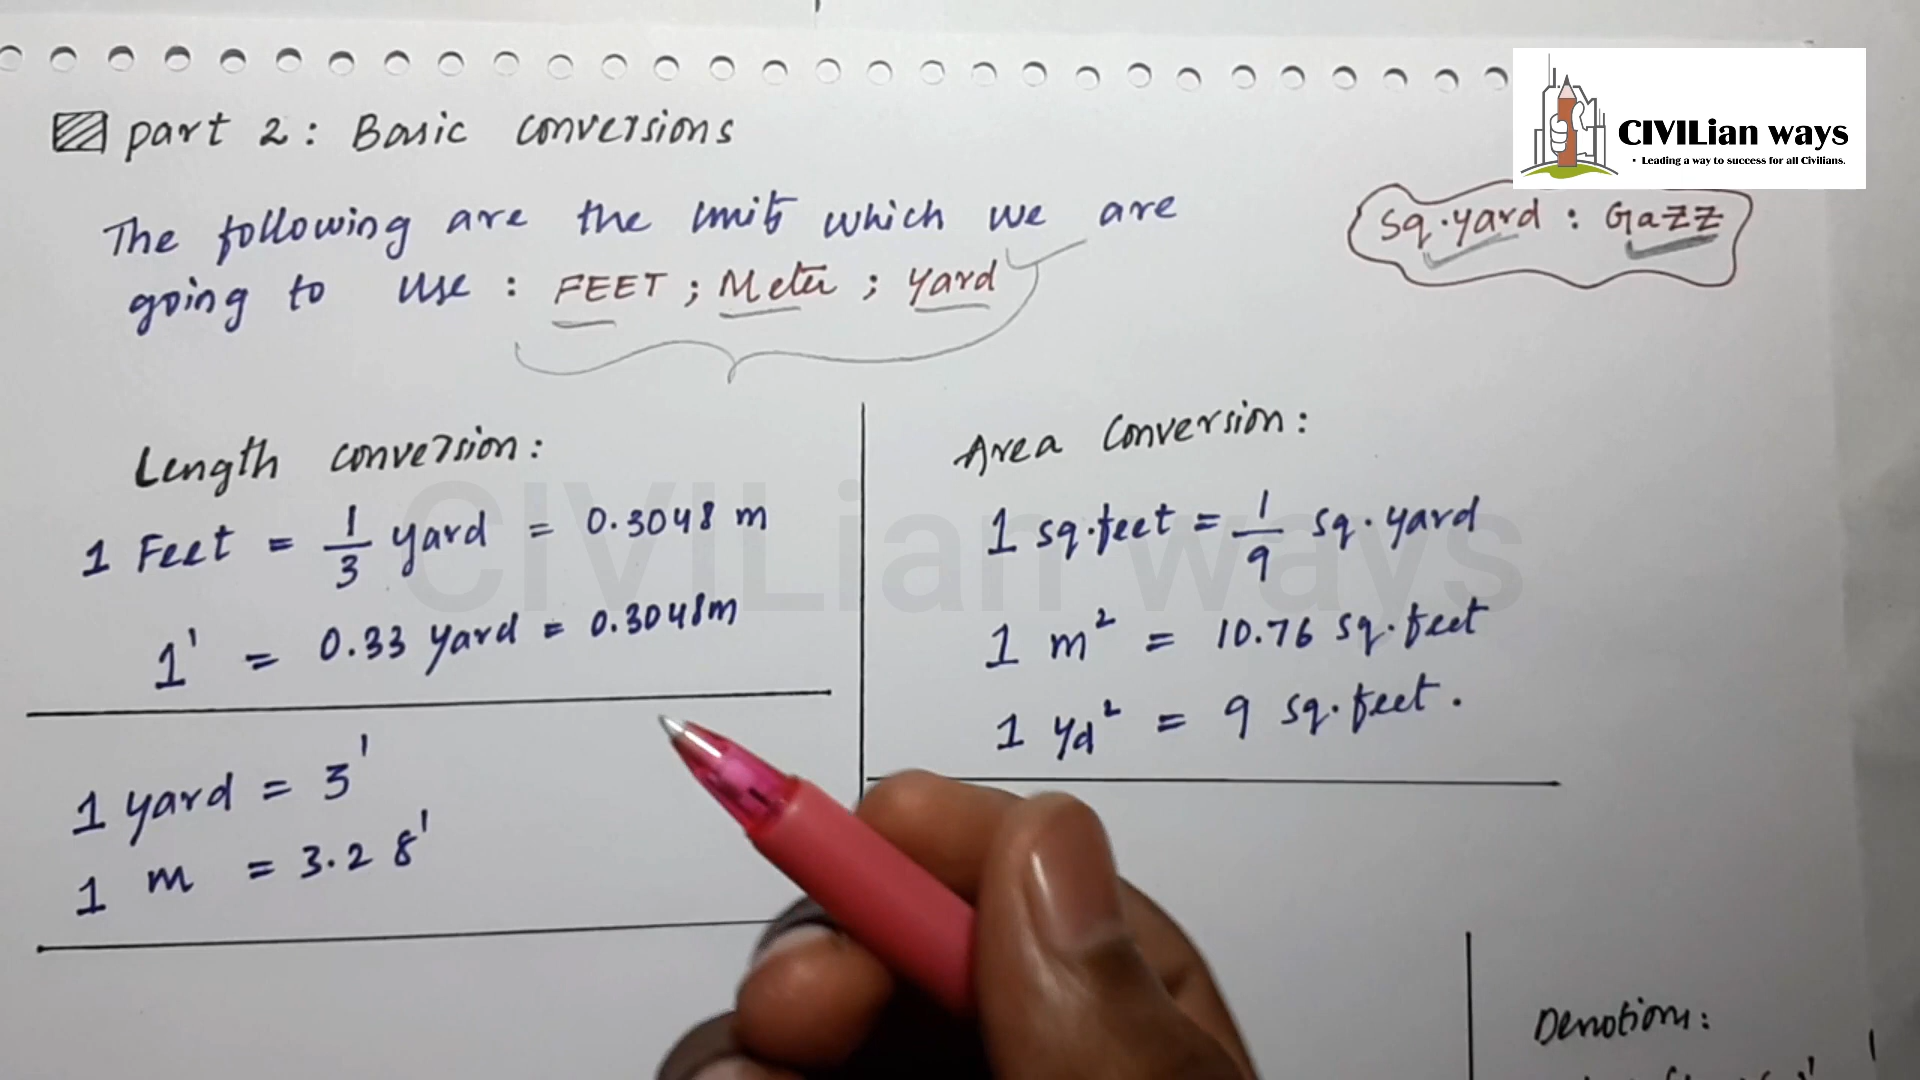 CIVILian ways
• Leading a way to success for all Civilians.
part 2 : Basic conversions
The following are the units which we are
going to use : FEET ; Meter ; yard
Sq.yard : GaZZ
Length conversion:
1 Feet = 1/3 yard = 0.3048 m
1' = 0.33 yard = 0.3048m
1 yard = 3'
1 m = 3.28'
Area Conversion:
1 sq.feet = 1/9 sq.yard
1 m² = 10.76 sq.feet
1 yd² = 9 sq.feet.
CIVILian ways
Denotions: